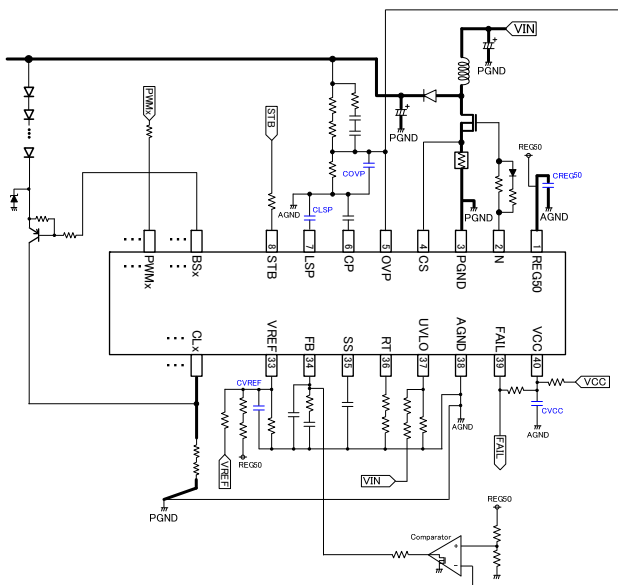 VIN
PGND
PGND
PWMx
STB
REG50
COVP
CREG50
AGND
CLSP
AGND
PGND
8
7
6
5
4
3
2
1
PWMx
BSx
STB
LSP
CP
OVP
CS
PGND
N
REG50
CLx
VREF
FB
SS
RT
UVLO
AGND
FAIL
VCC
33
34
35
36
37
38
39
40
CVREF
VCC
CVCC
AGND
AGND
VREF
REG50
VIN
FAIL
PGND
REG50
Comparator
+
−